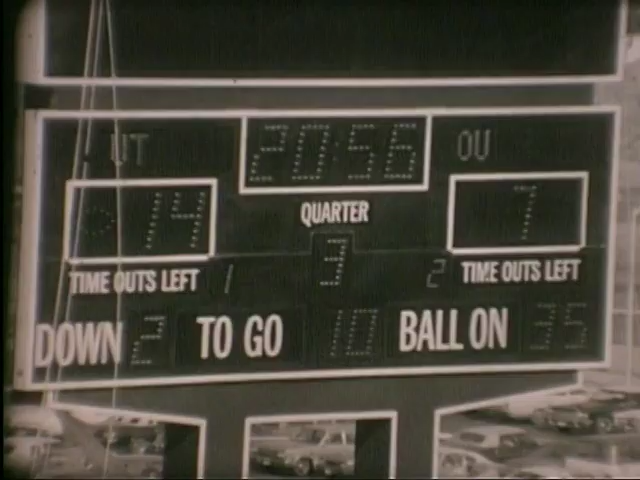 UT 20:56 OU
14 QUARTER 7
TIME OUTS LEFT 1 3 2 TIME OUTS LEFT
DOWN 2 TO GO 10 BALL ON 35